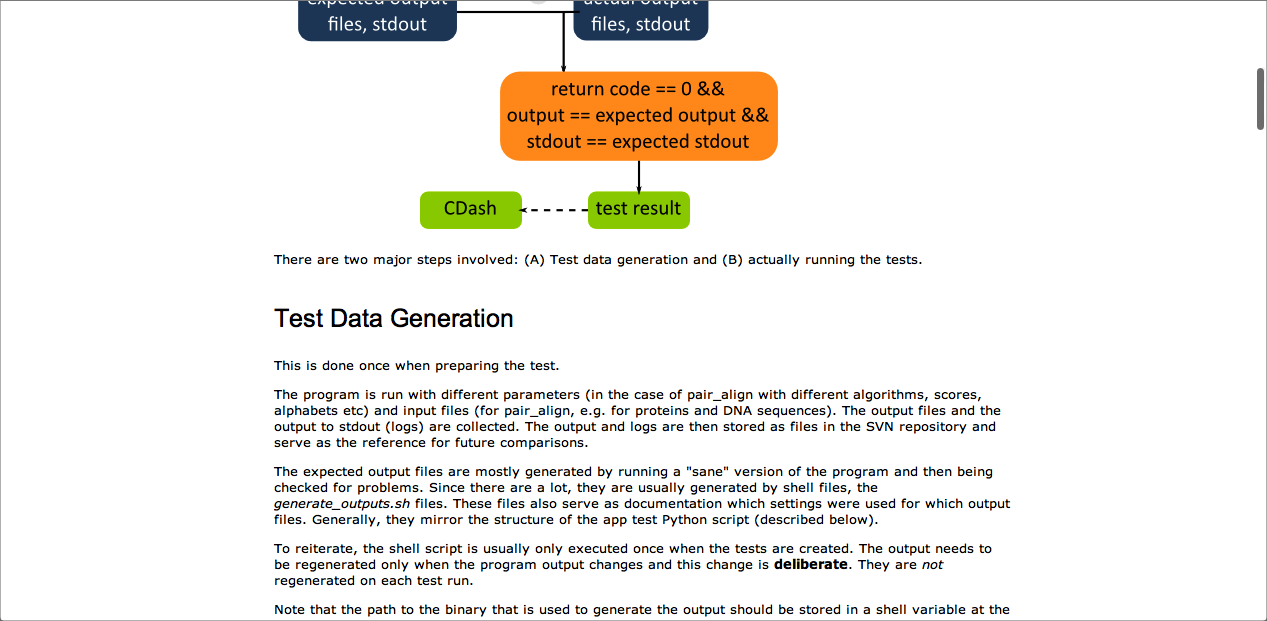 expected output
actual output
files, stdout
files, stdout
return code == 0 &&
output == expected output &&
stdout == expected stdout
CDash
test result
There are two major steps involved: (A) Test data generation and (B) actually running the tests.
Test Data Generation
This is done once when preparing the test.
The program is run with different parameters (in the case of pair_align with different algorithms, scores,
alphabets etc) and input files (for pair_align, e.g. for proteins and DNA sequences). The output files and the
output to stdout (logs) are collected. The output and logs are then stored as files in the SVN repository and
serve as the reference for future comparisons.
The expected output files are mostly generated by running a "sane" version of the program and then being
checked for problems. Since there are a lot, they are usually generated by shell files, the
generate_outputs.sh files. These files also serve as documentation which settings were used for which output
files. Generally, they mirror the structure of the app test Python script (described below).
To reiterate, the shell script is usually only executed once when the tests are created. The output needs to
be regenerated only when the program output changes and this change is deliberate. They are not
regenerated on each test run.
Note that the path to the binary that is used to generate the output should be stored in a shell variable at the